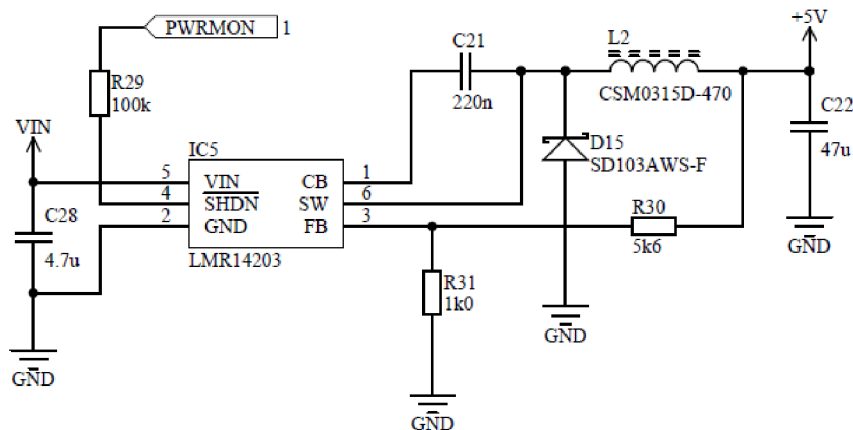 PWRMON 1
+5V
C21
L2
R29
100k
220n
CSM0315D-470
C22
47u
VIN
IC5
D15
SD103AWS-F
5 VIN CB 1
4 SHDN SW 6
2 GND FB 3
C28
4.7u
LMR14203
R30
5k6
GND
R31
1k0
GND
GND
GND